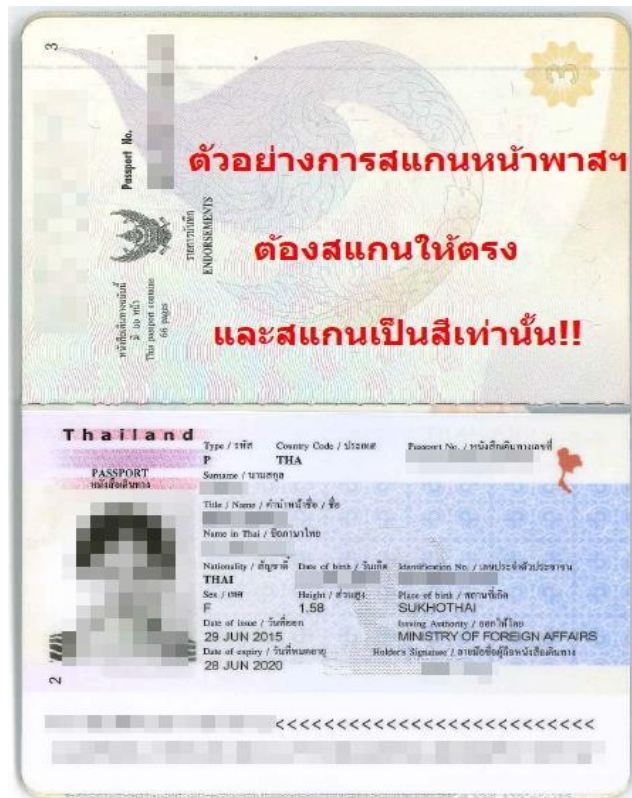 3
Passport No.
รายการบันทึก
ENDORSEMENTS
หนังสือเดินทางฉบับนี้
มี ๖๖ หน้า
This passport contains
66 pages
3
ตัวอย่างการสแกนหน้าพาสฯ
ต้องสแกนให้ตรง
และสแกนเป็นสีเท่านั้น!!
Thailand
PASSPORT
หนังสือเดินทาง
Type / รหัส Country Code / ประเทศ Passport No. / หนังสือเดินทางเลขที่
P THA
Surname / นามสกุล
Title / Name / คำนำหน้าชื่อ / ชื่อ
Name in Thai / ชื่อภาษาไทย
Nationality / สัญชาติ Date of birth / วันเกิด Identification No. / เลขประจำตัวประชาชน
THAI
Sex / เพศ Height / ส่วนสูง Place of birth / สถานที่เกิด
F 1.58 SUKHOTHAI
Date of issue / วันที่ออก Issuing Authority / ออกให้โดย
29 JUN 2015 MINISTRY OF FOREIGN AFFAIRS
Date of expiry / วันที่หมดอายุ Holder's Signature / ลายมือชื่อผู้ถือหนังสือเดินทาง
28 JUN 2020
2
<<<<<<<<<<<<<<<<<<<<<<<<<<